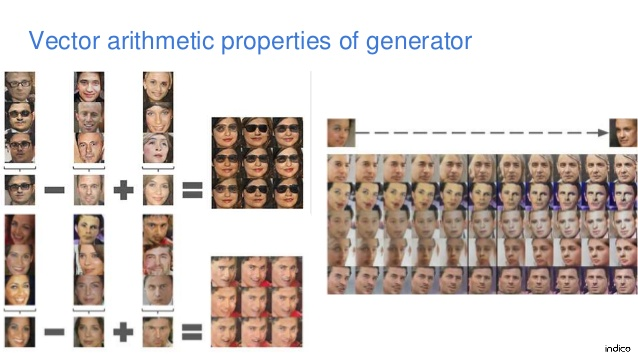 Vector arithmetic properties of generator
indico